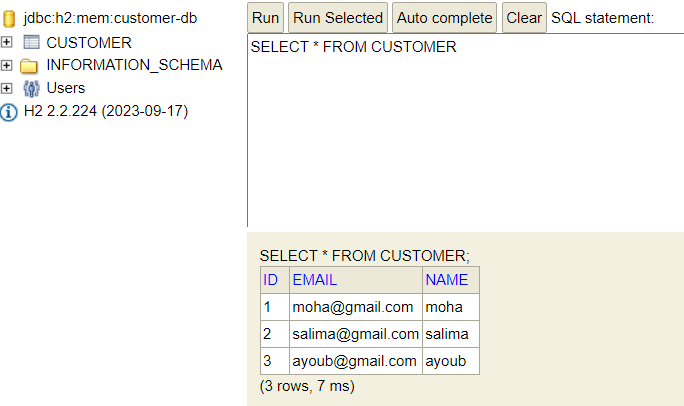 jdbc:h2:mem:customer-db
CUSTOMER
INFORMATION_SCHEMA
Users
H2 2.2.224 (2023-09-17)
Run Run Selected Auto complete Clear SQL statement:
SELECT * FROM CUSTOMER
SELECT * FROM CUSTOMER;
ID EMAIL NAME
1 moha@gmail.com moha
2 salima@gmail.com salima
3 ayoub@gmail.com ayoub
(3 rows, 7 ms)